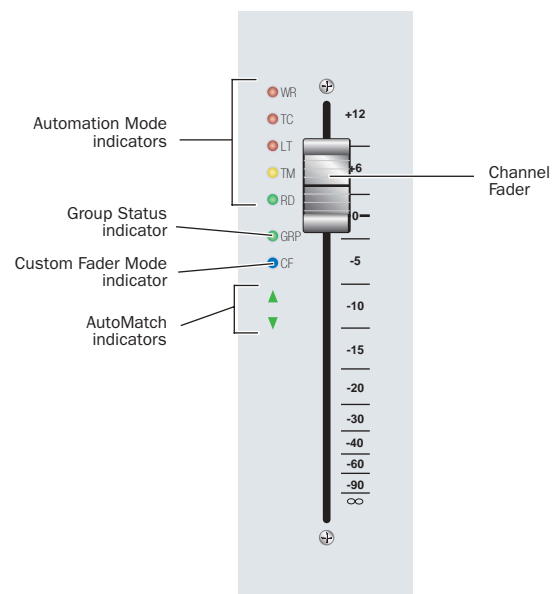 Automation Mode
indicators
Group Status
indicator
Custom Fader Mode
indicator
AutoMatch
indicators
WR
TC
LT
TM
RD
GRP
CF
+12
+6
0
-5
-10
-15
-20
-30
-40
-60
-90
∞
Channel
Fader